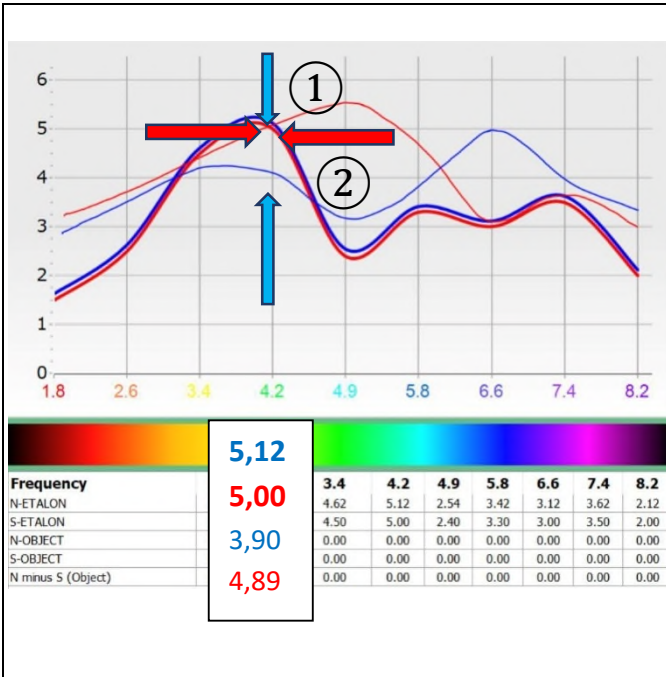 6
①
5
4
②
3
2
1
0
1.8 2.6 3.4 4.2 4.9 5.8 6.6 7.4 8.2
5,12
5,00
3,90
4,89
Frequency 3.4 4.2 4.9 5.8 6.6 7.4 8.2
N-ETALON 4.62 5.12 2.54 3.42 3.12 3.62 2.12
S-ETALON 4.50 5.00 2.40 3.30 3.00 3.50 2.00
N-OBJECT 0.00 0.00 0.00 0.00 0.00 0.00 0.00
S-OBJECT 0.00 0.00 0.00 0.00 0.00 0.00 0.00
N minus S (Object) 0.00 0.00 0.00 0.00 0.00 0.00 0.00